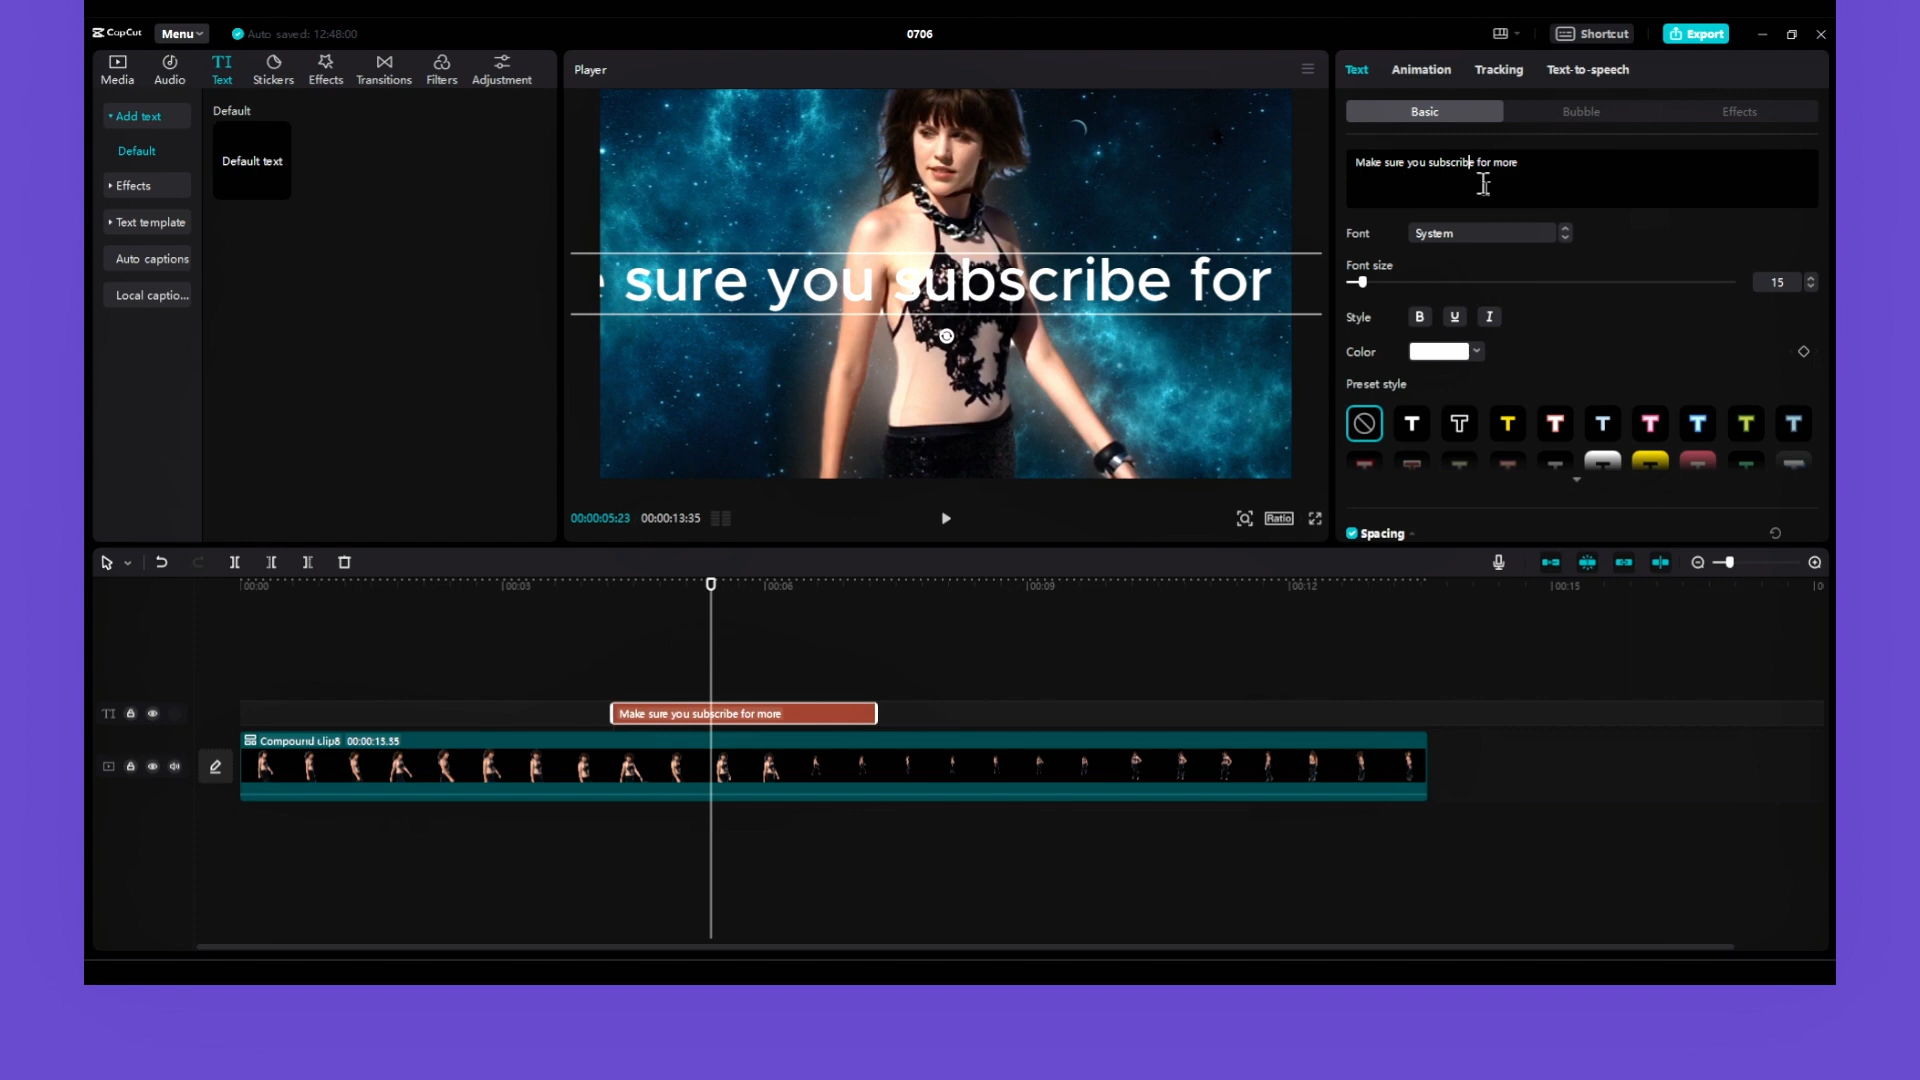 CapCut
Menu
Auto saved: 12:48:00
0706
Shortcut
Export
Media
Audio
TI
Text
Stickers
Effects
Transitions
Filters
Adjustment
Add text
Default
Effects
Text template
Auto captions
Local captio...
Default
Default text
Player
sure you subscribe for
00:00:05:23
00:00:13:35
Ratio
Text
Animation
Tracking
Text-to-speech
Basic
Bubble
Effects
Make sure you subscribe for more
Font
System
Font size
15
Style
B
U
I
Color
Preset style
T
T
T
T
T
T
T
T
T
Spacing
00:00
00:03
00:06
00:09
00:12
00:15
TI
Make sure you subscribe for more
Compound clip8 00:00:13:35